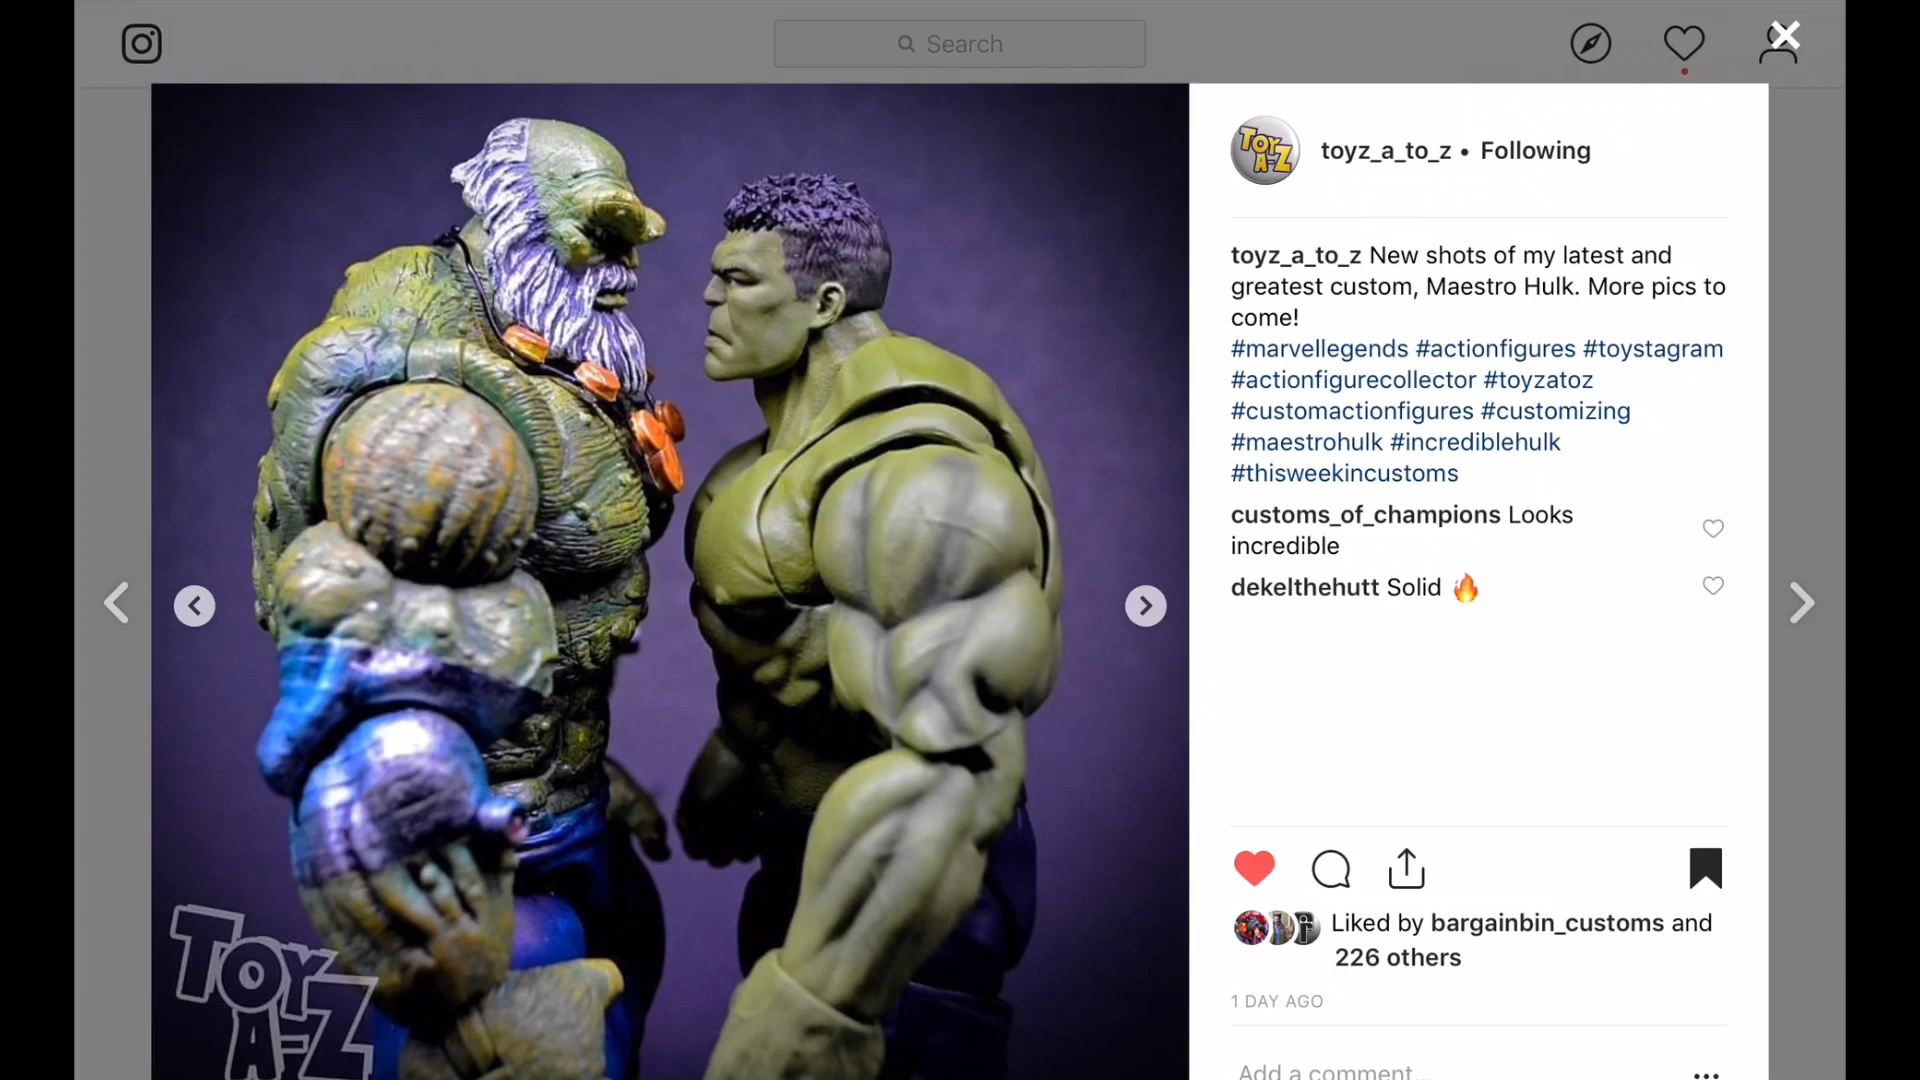 Search
TOYZ
A-Z
toyz_a_to_z • Following
toyz_a_to_z New shots of my latest and
greatest custom, Maestro Hulk. More pics to
come!
#marvellegends #actionfigures #toystagram
#actionfigurecollector #toyzatoz
#customactionfigures #customizing
#maestrohulk #incrediblehulk
#thisweekincustoms
customs_of_champions Looks
incredible
dekelthehutt Solid 🔥
Liked by bargainbin_customs and
226 others
1 DAY AGO
Add a comment...
TOYZ
A-Z